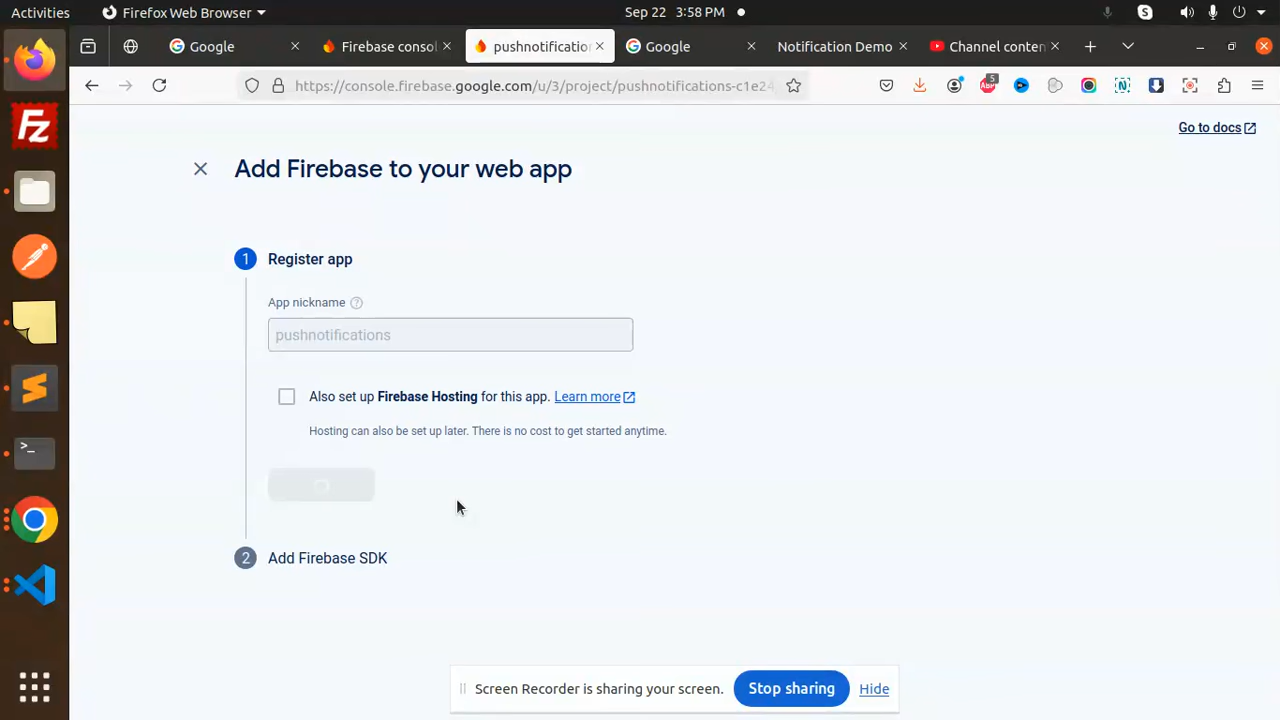 Activities
Firefox Web Browser
Sep 22 3:58 PM
Google
Firebase conso
pushnotificatio
Google
Notification Demo
Channel conten
https://console.firebase.google.com/u/3/project/pushnotifications-c1e24
5
Go to docs
Add Firebase to your web app
1 Register app
App nickname
pushnotifications
Also set up Firebase Hosting for this app. Learn more
Hosting can also be set up later. There is no cost to get started anytime.
2 Add Firebase SDK
Screen Recorder is sharing your screen.
Stop sharing
Hide